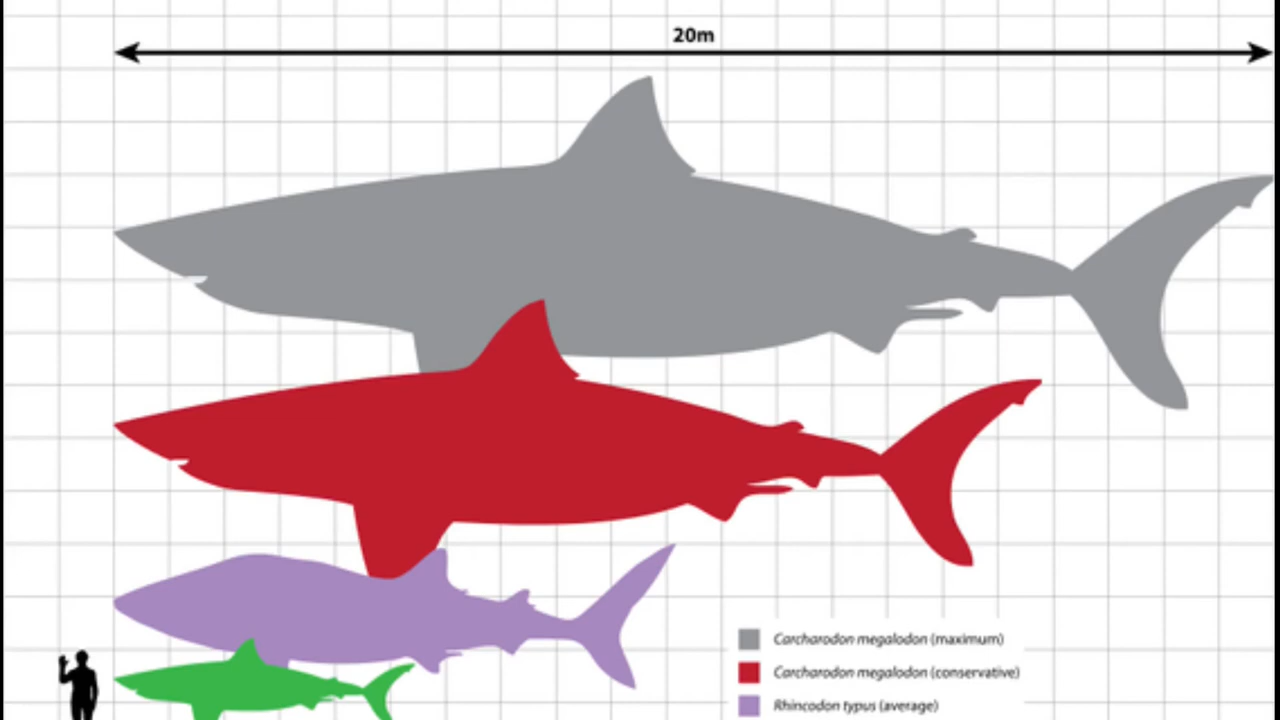 20m
Carcharodon megalodon (maximum)
Carcharodon megalodon (conservative)
Rhincodon typus (average)